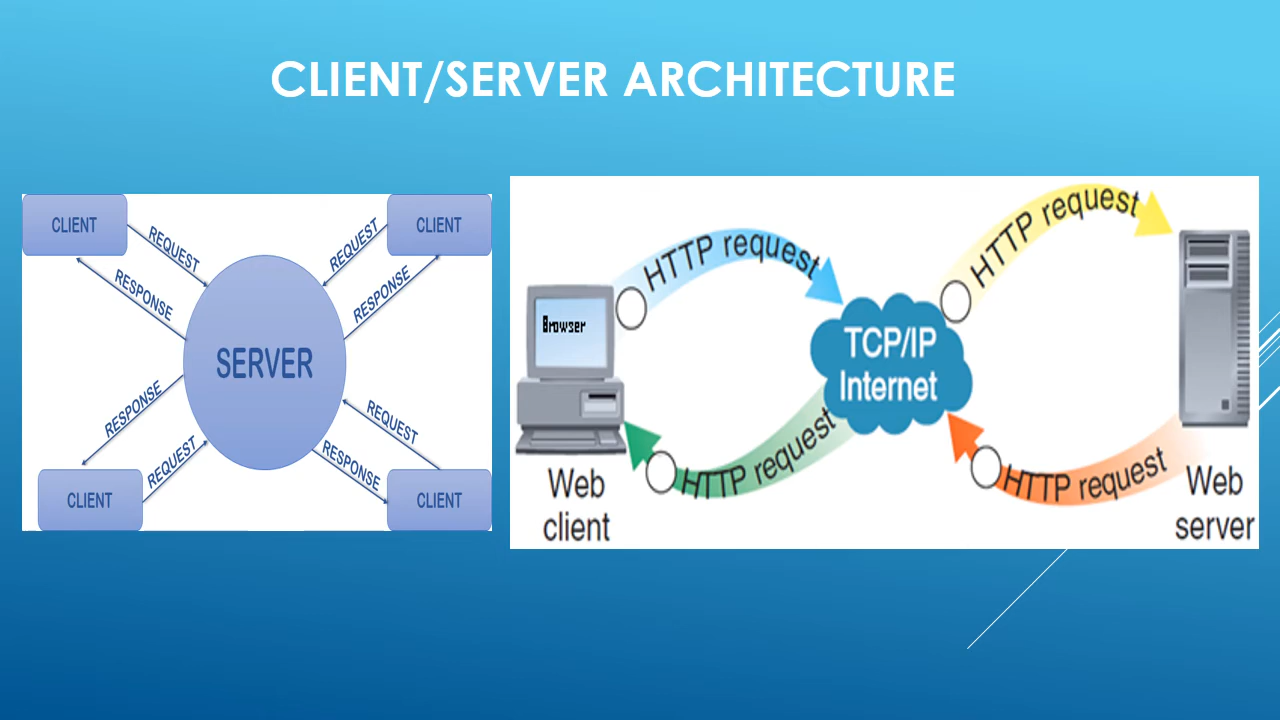 CLIENT/SERVER ARCHITECTURE
CLIENT
REQUEST
RESPONSE
CLIENT
REQUEST
RESPONSE
SERVER
RESPONSE
REQUEST
CLIENT
REQUEST
RESPONSE
CLIENT
HTTP request
HTTP request
Browser
TCP/IP
Internet
HTTP request
HTTP request
Web
client
Web
server